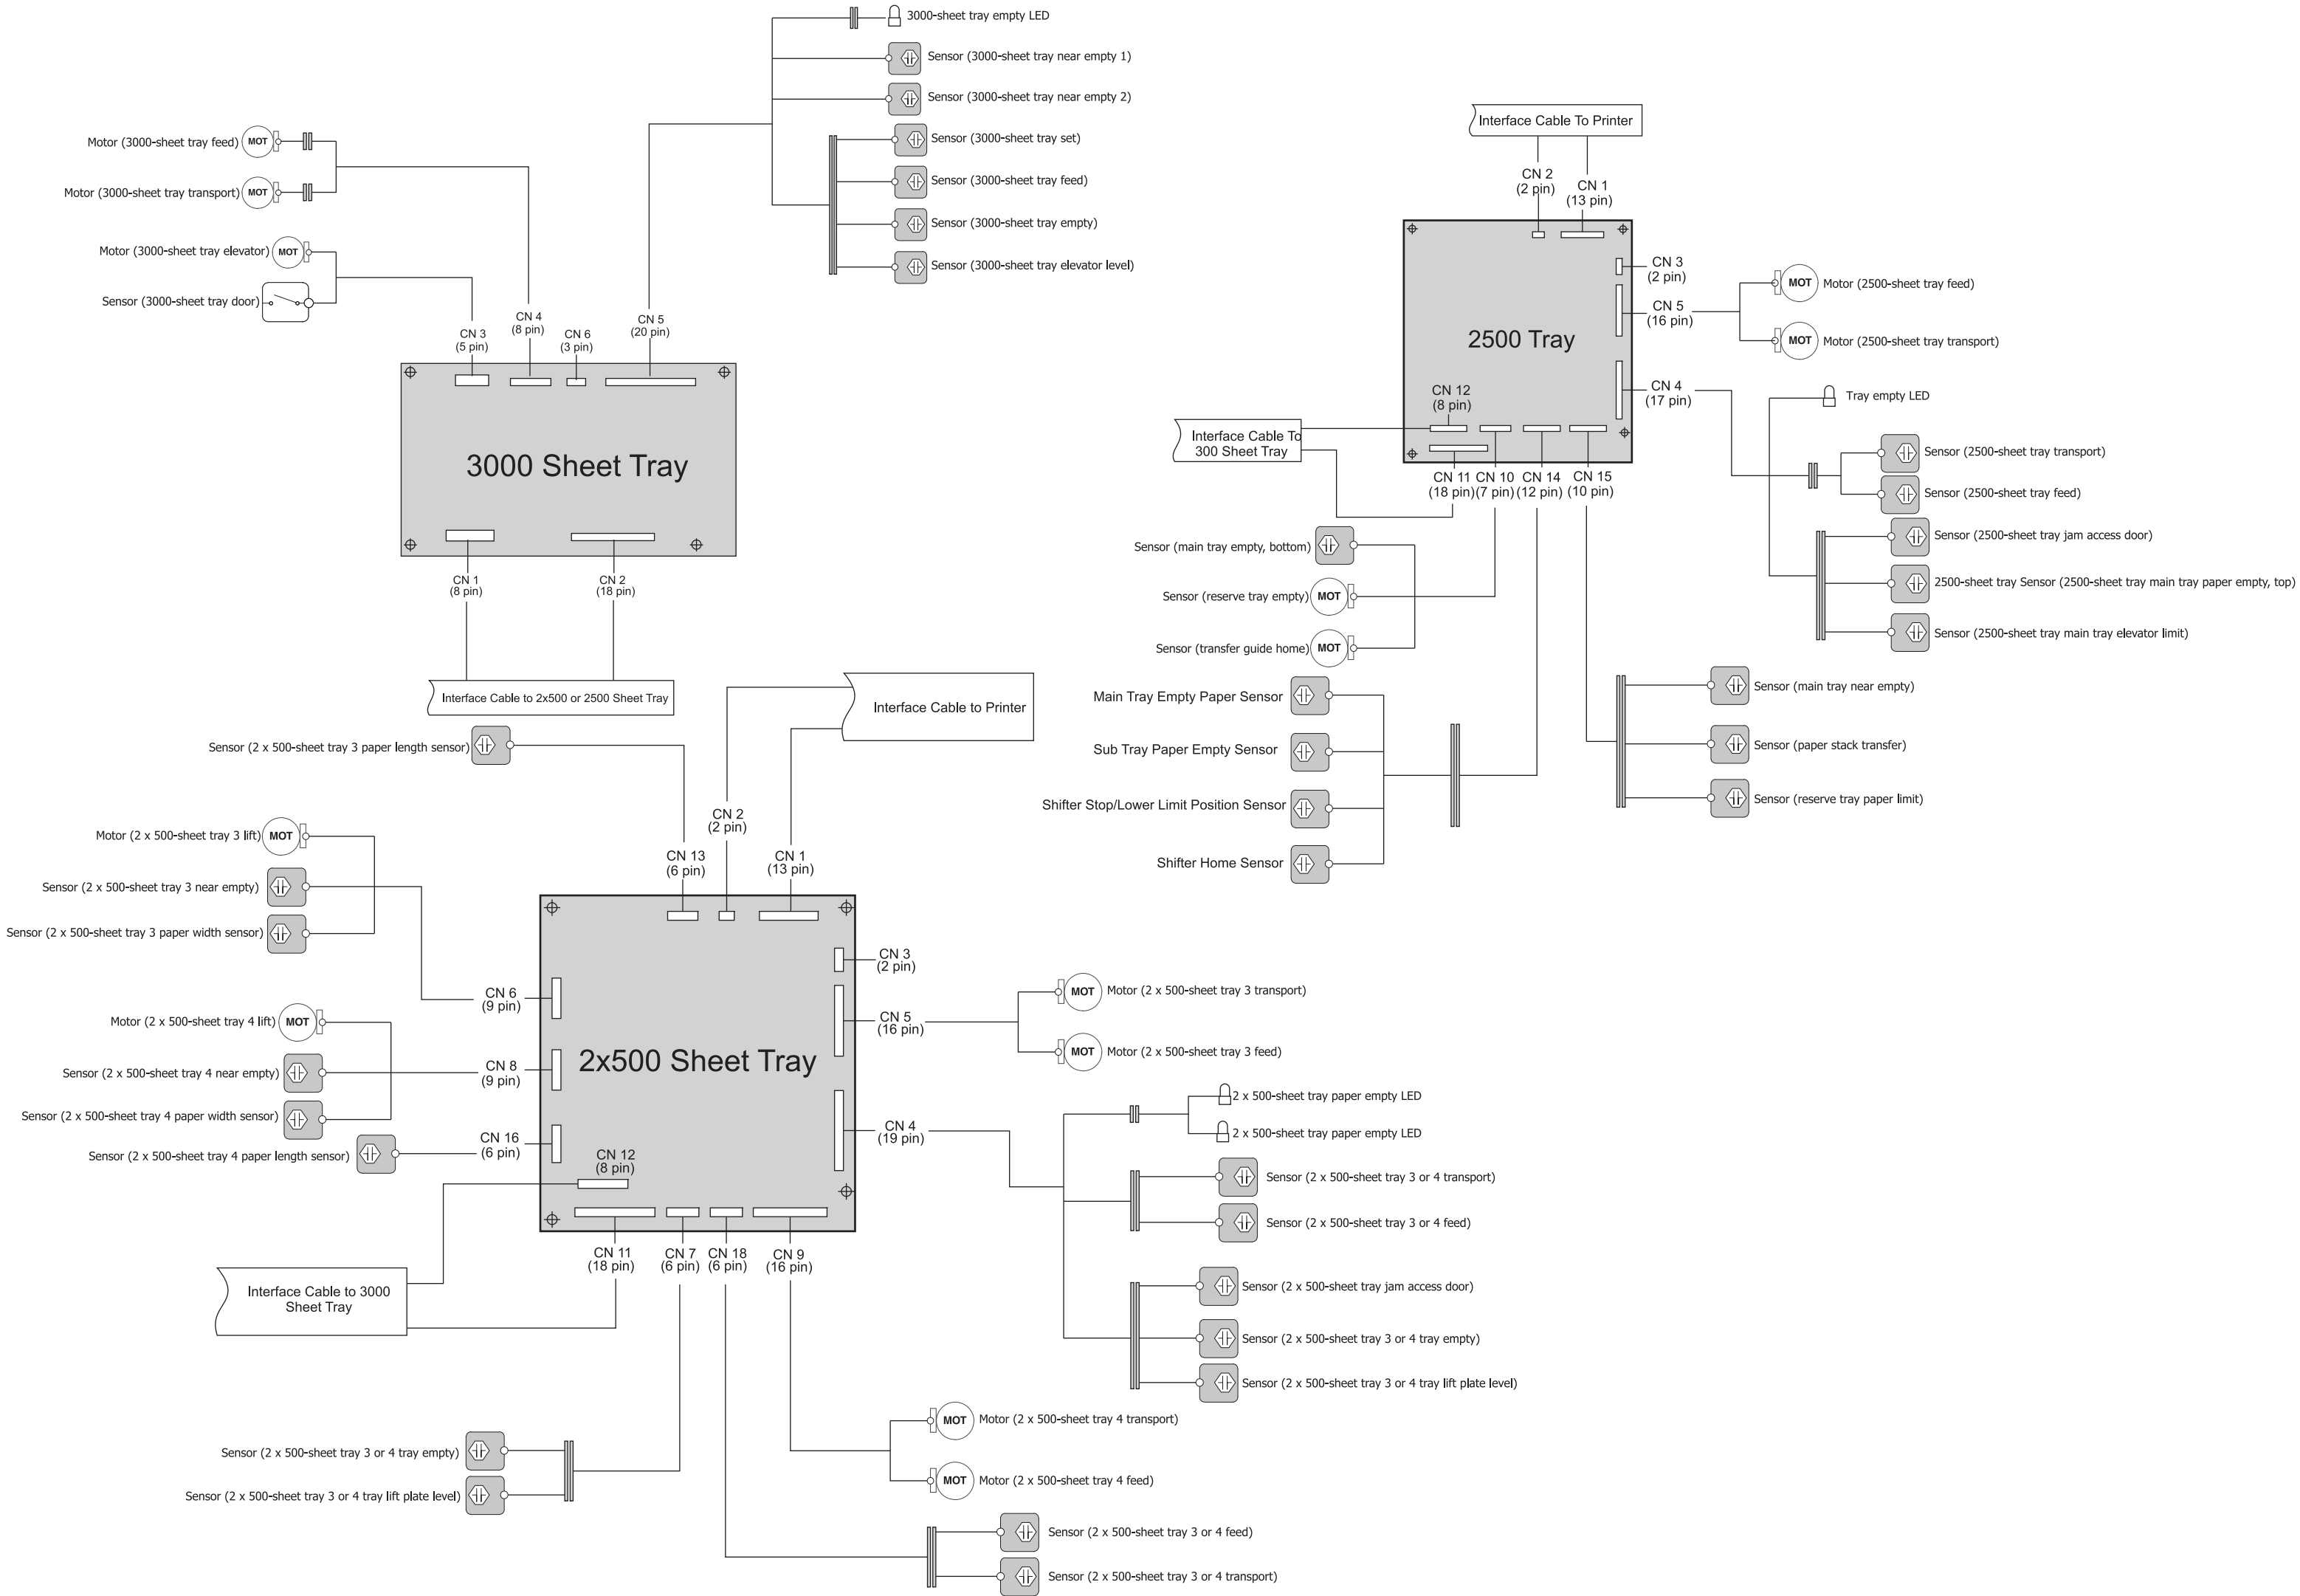 3000-sheet tray empty LED
Sensor (3000-sheet tray near empty 1)
Sensor (3000-sheet tray near empty 2)
Sensor (3000-sheet tray set)
Sensor (3000-sheet tray feed)
Sensor (3000-sheet tray empty)
Sensor (3000-sheet tray elevator level)
Motor (3000-sheet tray feed)
MOT
Motor (3000-sheet tray transport)
MOT
Motor (3000-sheet tray elevator)
MOT
Sensor (3000-sheet tray door)
CN 3
(5 pin)
CN 4
(8 pin)
CN 6
(3 pin)
CN 5
(20 pin)
3000 Sheet Tray
CN 1
(8 pin)
CN 2
(18 pin)
Interface Cable to 2x500 or 2500 Sheet Tray
Interface Cable To Printer
CN 2
(2 pin)
CN 1
(13 pin)
CN 3
(2 pin)
CN 5
(16 pin)
MOT
Motor (2500-sheet tray feed)
MOT
Motor (2500-sheet tray transport)
2500 Tray
CN 4
(17 pin)
Tray empty LED
Sensor (2500-sheet tray transport)
Sensor (2500-sheet tray feed)
Sensor (2500-sheet tray jam access door)
2500-sheet tray Sensor (2500-sheet tray main tray paper empty, top)
Sensor (2500-sheet tray main tray elevator limit)
CN 12
(8 pin)
Interface Cable To
300 Sheet Tray
CN 11
(18 pin)
CN 10
(7 pin)
CN 14
(12 pin)
CN 15
(10 pin)
Sensor (main tray empty, bottom)
Sensor (reserve tray empty)
MOT
Sensor (transfer guide home)
MOT
Main Tray Empty Paper Sensor
Sub Tray Paper Empty Sensor
Shifter Stop/Lower Limit Position Sensor
Shifter Home Sensor
Sensor (main tray near empty)
Sensor (paper stack transfer)
Sensor (reserve tray paper limit)
Interface Cable to Printer
Sensor (2 x 500-sheet tray 3 paper length sensor)
CN 13
(6 pin)
CN 2
(2 pin)
CN 1
(13 pin)
Motor (2 x 500-sheet tray 3 lift)
MOT
Sensor (2 x 500-sheet tray 3 near empty)
Sensor (2 x 500-sheet tray 3 paper width sensor)
CN 6
(9 pin)
Motor (2 x 500-sheet tray 4 lift)
MOT
Sensor (2 x 500-sheet tray 4 near empty)
Sensor (2 x 500-sheet tray 4 paper width sensor)
CN 8
(9 pin)
Sensor (2 x 500-sheet tray 4 paper length sensor)
CN 16
(6 pin)
2x500 Sheet Tray
CN 12
(8 pin)
CN 3
(2 pin)
CN 5
(16 pin)
MOT
Motor (2 x 500-sheet tray 3 transport)
MOT
Motor (2 x 500-sheet tray 3 feed)
CN 4
(19 pin)
2 x 500-sheet tray paper empty LED
2 x 500-sheet tray paper empty LED
Sensor (2 x 500-sheet tray 3 or 4 transport)
Sensor (2 x 500-sheet tray 3 or 4 feed)
Sensor (2 x 500-sheet tray jam access door)
Sensor (2 x 500-sheet tray 3 or 4 tray empty)
Sensor (2 x 500-sheet tray 3 or 4 tray lift plate level)
Interface Cable to 3000
Sheet Tray
CN 11
(18 pin)
CN 7
(6 pin)
CN 18
(6 pin)
CN 9
(16 pin)
MOT
Motor (2 x 500-sheet tray 4 transport)
MOT
Motor (2 x 500-sheet tray 4 feed)
Sensor (2 x 500-sheet tray 3 or 4 tray empty)
Sensor (2 x 500-sheet tray 3 or 4 tray lift plate level)
Sensor (2 x 500-sheet tray 3 or 4 feed)
Sensor (2 x 500-sheet tray 3 or 4 transport)